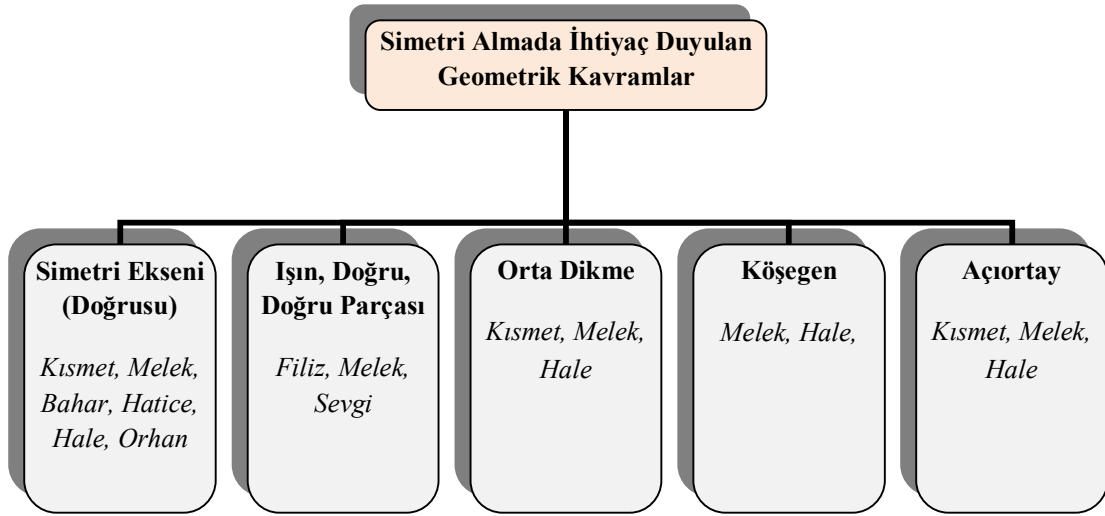 Simetri Almada İhtiyaç Duyulan
Geometrik Kavramlar
Simetri Ekseni
(Doğrusu)
Kısmet, Melek,
Bahar, Hatice,
Hale, Orhan
Işın, Doğru,
Doğru Parçası
Filiz, Melek,
Sevgi
Orta Dikme
Kısmet, Melek,
Hale
Köşegen
Melek, Hale,
Açıortay
Kısmet, Melek,
Hale